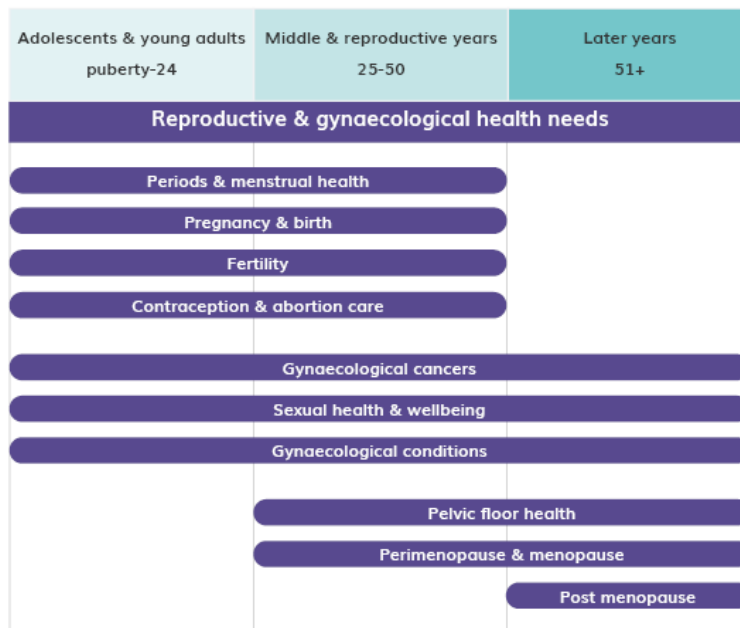 Adolescents & young adults
puberty-24
Middle & reproductive years
25-50
Later years
51+
Reproductive & gynaecological health needs
Periods & menstrual health
Pregnancy & birth
Fertility
Contraception & abortion care
Gynaecological cancers
Sexual health & wellbeing
Gynaecological conditions
Pelvic floor health
Perimenopause & menopause
Post menopause